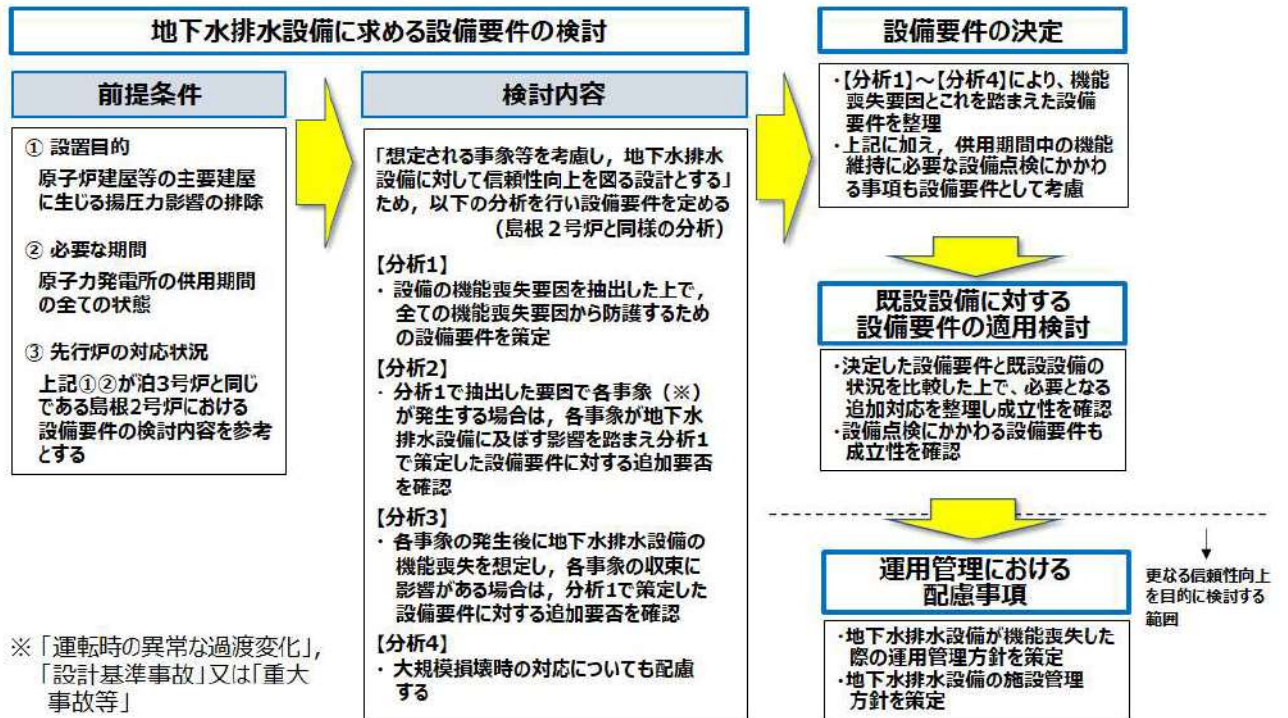 地下水排水設備に求める設備要件の検討
前提条件
① 設置目的
原子炉建屋等の主要建屋
に生じる揚圧力影響の排除
② 必要な期間
原子力発電所の供用期間
の全ての状態
③ 先行炉の対応状況
上記①②が泊3号炉と同じ
である島根2号炉における
設備要件の検討内容を参考
とする
※「運転時の異常な過渡変化」,
「設計基準事故」又は「重大
事故等」
検討内容
「想定される事象等を考慮し，地下水排水
設備に対して信頼性向上を図る設計とする」
ため，以下の分析を行い設備要件を定める
（島根２号炉と同様の分析）
【分析1】
・ 設備の機能喪失要因を抽出した上で，
全ての機能喪失要因から防護するため
の設備要件を策定
【分析2】
・ 分析1で抽出した要因で各事象（※）
が発生する場合は，各事象が地下水
排水設備に及ぼす影響を踏まえ分析1
で策定した設備要件に対する追加要否
を確認
【分析3】
・ 各事象の発生後に地下水排水設備の
機能喪失を想定し，各事象の収束に
影響がある場合は，分析1で策定した
設備要件に対する追加要否を確認
【分析4】
・ 大規模損壊時の対応についても配慮
する
設備要件の決定
・【分析1】～【分析4】により、機能
喪失要因とこれを踏まえた設備
要件を整理
・上記に加え，供用期間中の機能
維持に必要な設備点検にかかわ
る事項も設備要件として考慮
既設設備に対する
設備要件の適用検討
・決定した設備要件と既設設備の
状況を比較した上で、必要となる
追加対応を整理し成立性を確認
・設備点検にかかわる設備要件も
成立性を確認
運用管理における
配慮事項
・地下水排水設備が機能喪失した
際の運用管理方針を策定
・地下水排水設備の施設管理
方針を策定
更なる信頼性向上
を目的に検討する
範囲